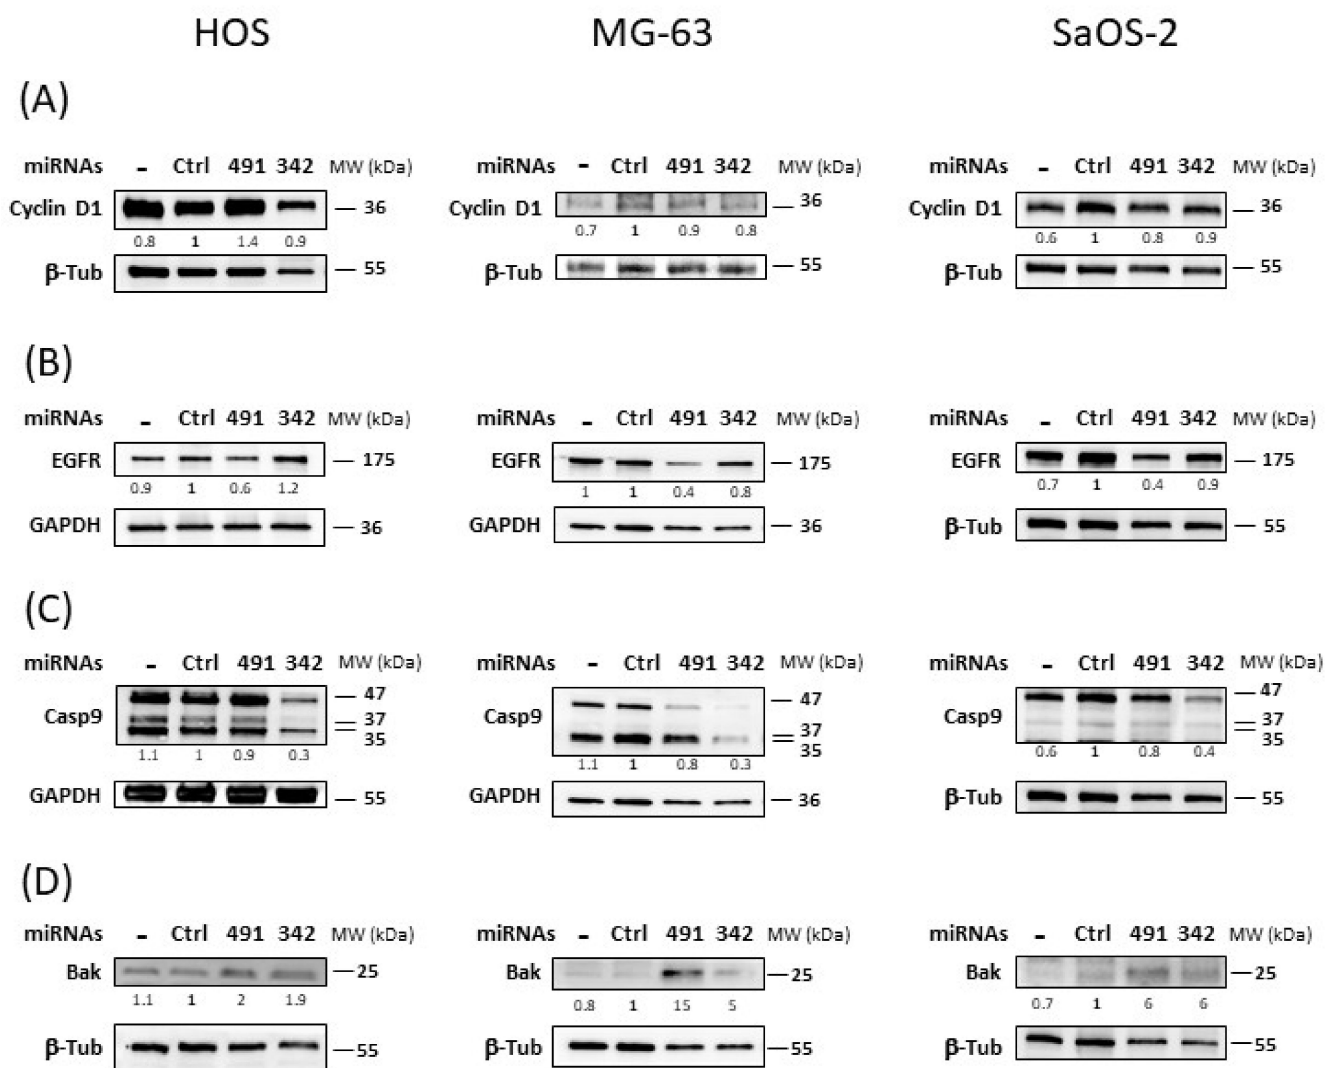 HOS MG-63 SaOS-2
(A)
miRNAs - Ctrl 491 342 MW (kDa) miRNAs - Ctrl 491 342 MW (kDa) miRNAs - Ctrl 491 342 MW (kDa)
Cyclin D1 — 36 Cyclin D1 — 36 Cyclin D1 — 36
0.8 1 1.4 0.9 0.7 1 0.9 0.8 0.6 1 0.8 0.9
β-Tub — 55 β-Tub — 55 β-Tub — 55
(B)
miRNAs - Ctrl 491 342 MW (kDa) miRNAs - Ctrl 491 342 MW (kDa) miRNAs - Ctrl 491 342 MW (kDa)
EGFR — 175 EGFR — 175 EGFR — 175
0.9 1 0.6 1.2 1 1 0.4 0.8 0.7 1 0.4 0.9
GAPDH — 36 GAPDH — 36 β-Tub — 55
(C)
miRNAs - Ctrl 491 342 MW (kDa) miRNAs - Ctrl 491 342 MW (kDa) miRNAs - Ctrl 491 342 MW (kDa)
— 47 — 47 — 47
Casp9 — 37 Casp9 — 37 Casp9 — 37
— 35 — 35 — 35
1.1 1 0.9 0.3 1.1 1 0.8 0.3 0.6 1 0.8 0.4
GAPDH — 55 GAPDH — 36 β-Tub — 55
(D)
miRNAs - Ctrl 491 342 MW (kDa) miRNAs - Ctrl 491 342 MW (kDa) miRNAs - Ctrl 491 342 MW (kDa)
Bak —25 Bak —25 Bak —25
1.1 1 2 1.9 0.8 1 15 5 0.7 1 6 6
β-Tub —55 β-Tub —55 β-Tub —55